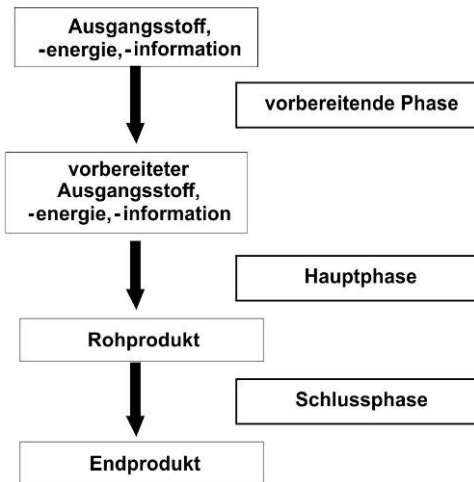 Ausgangsstoff,
-energie,-information
vorbereitende Phase
vorbereiteter
Ausgangsstoff,
-energie,-information
Hauptphase
Rohprodukt
Schlussphase
Endprodukt